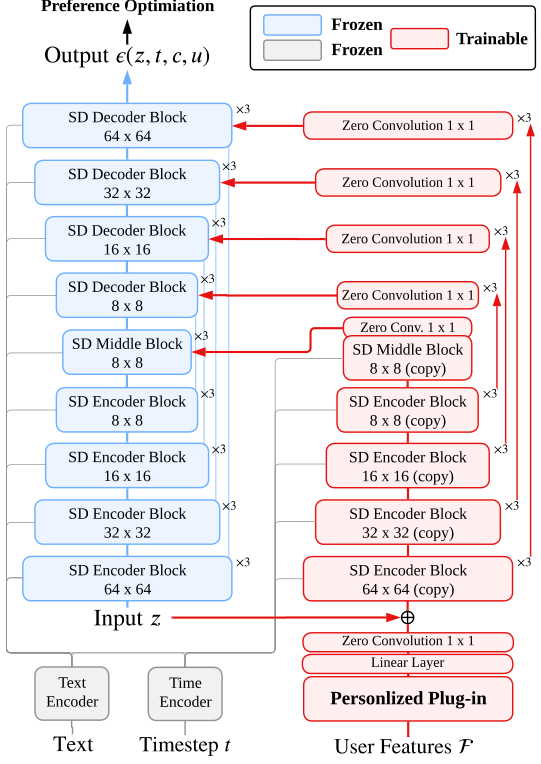 Preference Optimiation
Output ϵ(z, t, c, u)
Frozen
Frozen
Trainable
SD Decoder Block
64 x 64
×3
Zero Convolution 1 x 1
×3
SD Decoder Block
32 x 32
×3
Zero Convolution 1 x 1
×3
SD Decoder Block
16 x 16
×3
Zero Convolution 1 x 1
×3
SD Decoder Block
8 x 8
×3
Zero Convolution 1 x 1
×3
SD Middle Block
8 x 8
×3
Zero Conv. 1 x 1
SD Middle Block
8 x 8 (copy)
SD Encoder Block
8 x 8
×3
SD Encoder Block
8 x 8 (copy)
×3
SD Encoder Block
16 x 16
×3
SD Encoder Block
16 x 16 (copy)
×3
SD Encoder Block
32 x 32
×3
SD Encoder Block
32 x 32 (copy)
×3
SD Encoder Block
64 x 64
×3
SD Encoder Block
64 x 64 (copy)
×3
Input z
Zero Convolution 1 x 1
Linear Layer
Personlized Plug-in
User Features ℱ
Text
Encoder
Time
Encoder
Text
Timestep t